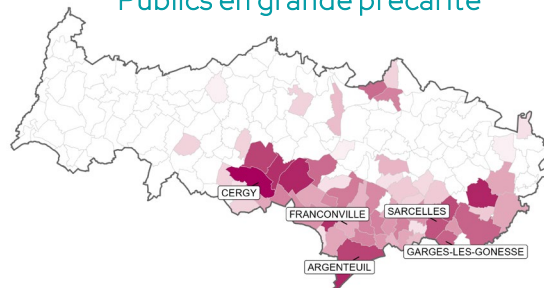 Publics en grande précarité
CERGY
FRANCONVILLE
SARCELLES
GARGES-LES-GONESSE
ARGENTEUIL